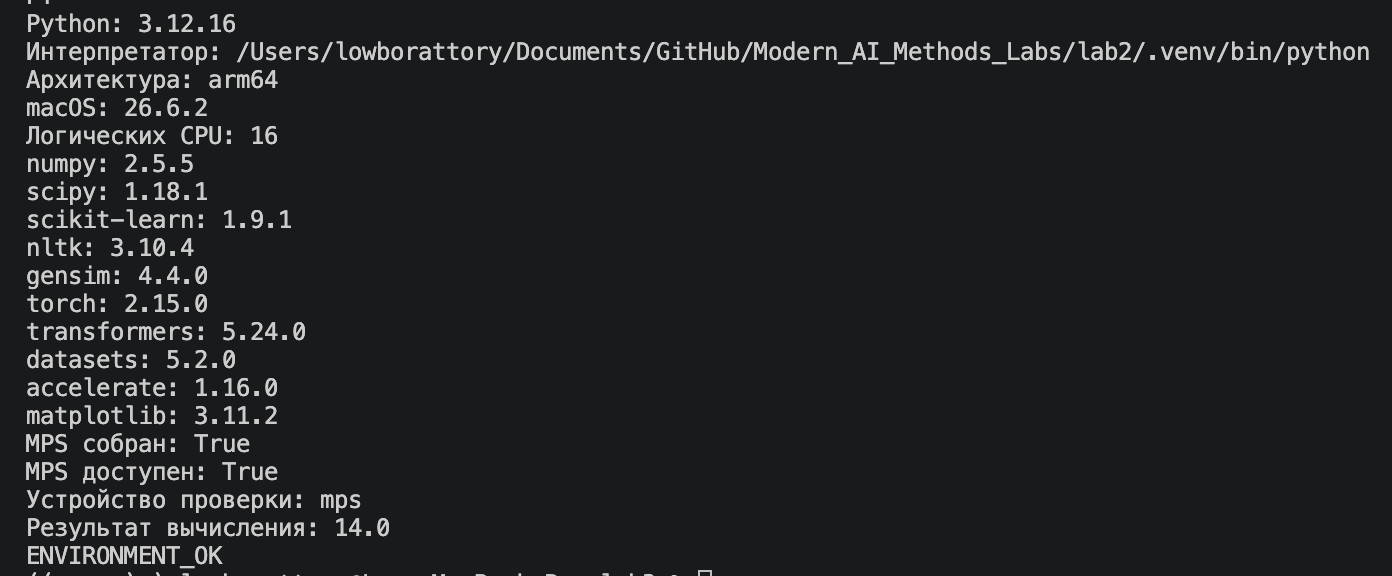 Python: 3.12.16
Интерпретатор: /Users/lowborattory/Documents/GitHub/Modern_AI_Methods_Labs/lab2/.venv/bin/python
Архитектура: arm64
macOS: 26.6.2
Логических CPU: 16
numpy: 2.5.5
scipy: 1.18.1
scikit-learn: 1.9.1
nltk: 3.10.4
gensim: 4.4.0
torch: 2.15.0
transformers: 5.24.0
datasets: 5.2.0
accelerate: 1.16.0
matplotlib: 3.11.2
MPS собран: True
MPS доступен: True
Устройство проверки: mps
Результат вычисления: 14.0
ENVIRONMENT_OK